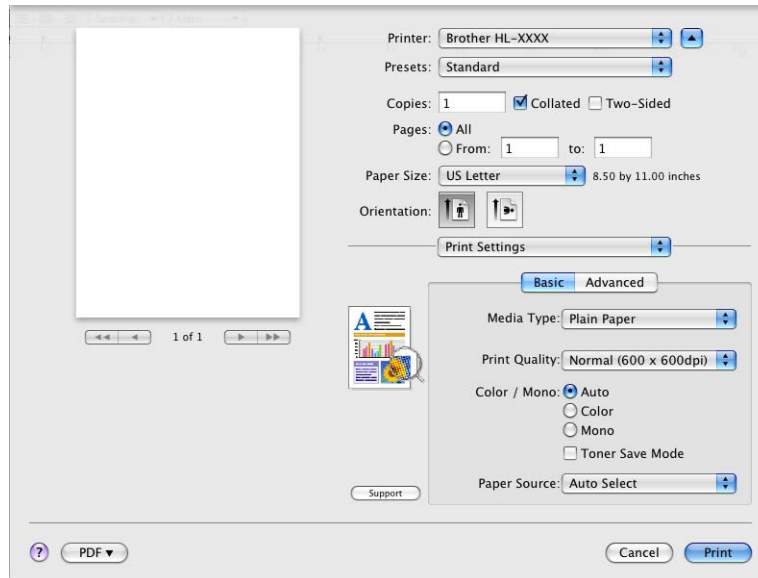 Printer: Brother HL-XXXX
Presets: Standard
Copies: 1 Collated Two-Sided
Pages: All
From: 1 to: 1
Paper Size: US Letter 8.50 by 11.00 inches
Orientation:
Print Settings
Basic Advanced
Media Type: Plain Paper
1 of 1
Print Quality: Normal (600 x 600dpi)
Color / Mono: Auto
Color
Mono
Toner Save Mode
Paper Source: Auto Select
Support
? PDF Cancel Print